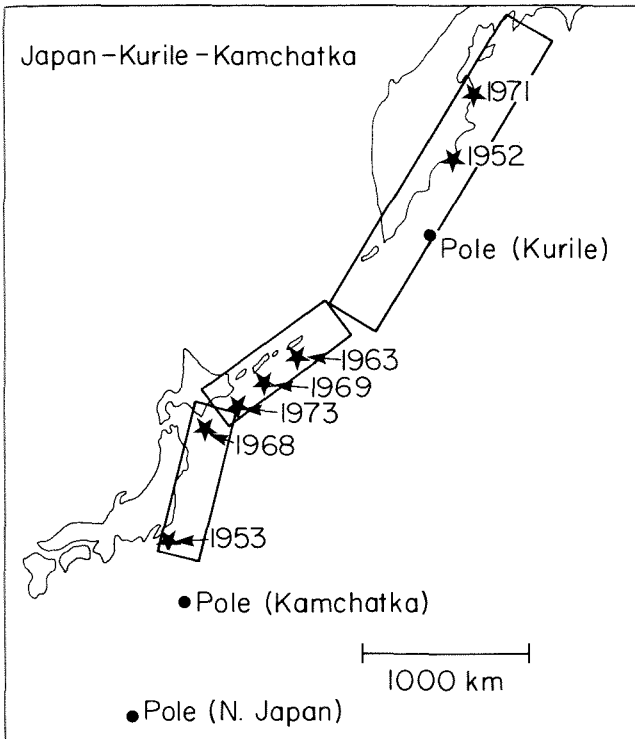 Japan-Kurile-Kamchatka
1971
1952
Pole (Kurile)
1963
1969
1973
1968
1953
Pole (Kamchatka)
1000 km
Pole (N. Japan)